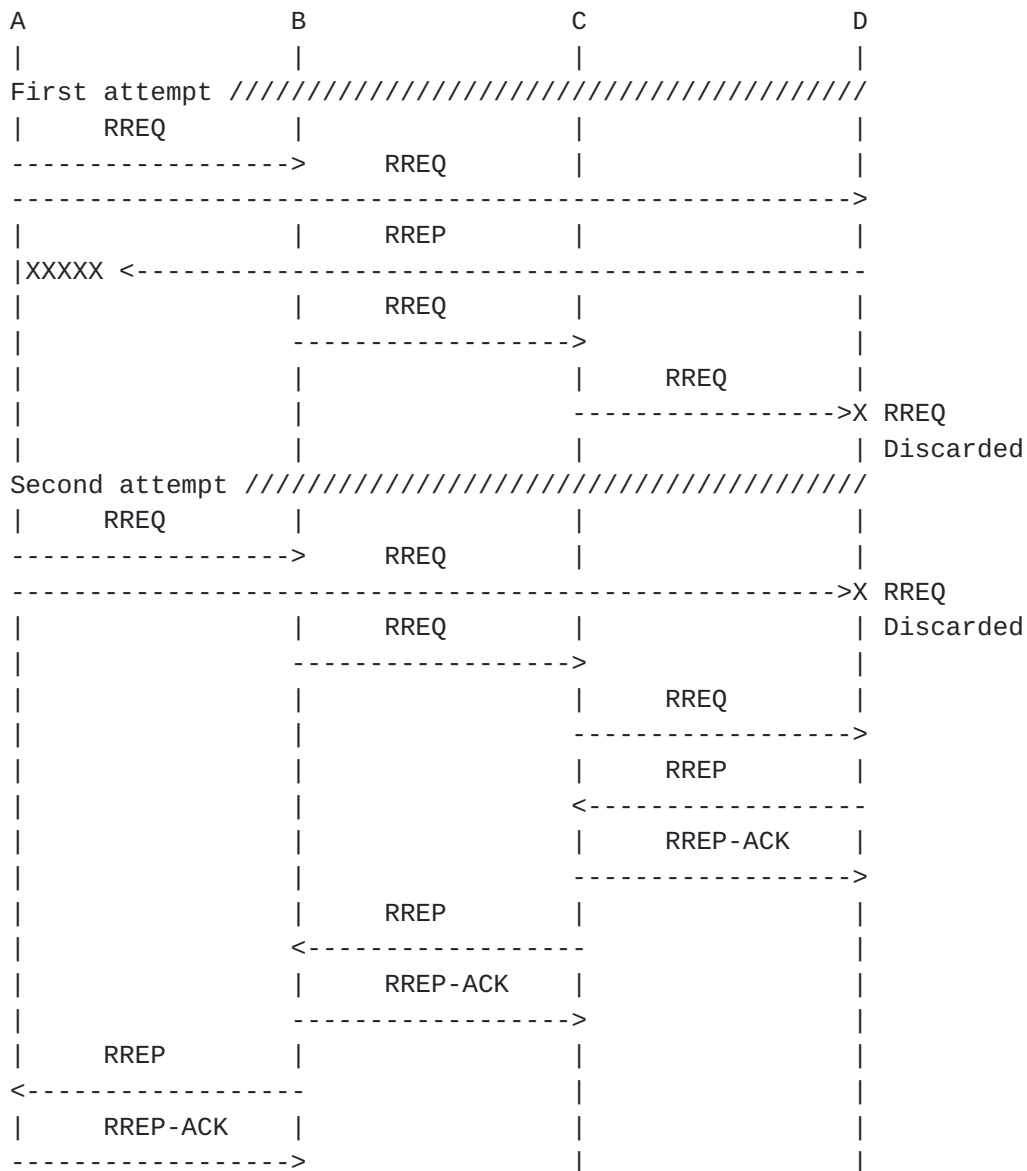 A                 B                 C                 D
|                 |                 |                 |
First attempt /////////////////////////////////////////
|     RREQ        |                 |                 |
------------------>     RREQ        |                 |
------------------------------------------------------>
|                 |     RREP        |                 |
|XXXXX <-----------------------------------------------
|                 |     RREQ        |                 |
|                 ------------------>                 |
|                 |                 |     RREQ        |
|                 |                 ----------------->X RREQ
|                 |                 |                 | Discarded
Second attempt ////////////////////////////////////////
|     RREQ        |                 |                 |
------------------>     RREQ        |                 |
----------------------------------------------------->X RREQ
|                 |     RREQ        |                 | Discarded
|                 ------------------>                 |
|                 |                 |     RREQ        |
|                 |                 ------------------>
|                 |                 |     RREP        |
|                 |                 <------------------
|                 |                 |     RREP-ACK    |
|                 |                 ------------------>
|                 |     RREP        |                 |
|                 <------------------                 |
|                 |     RREP-ACK    |                 |
|                 ------------------>                 |
|     RREP        |                 |                 |
<------------------                 |                 |
|     RREP-ACK    |                 |                 |
------------------>                 |                 |